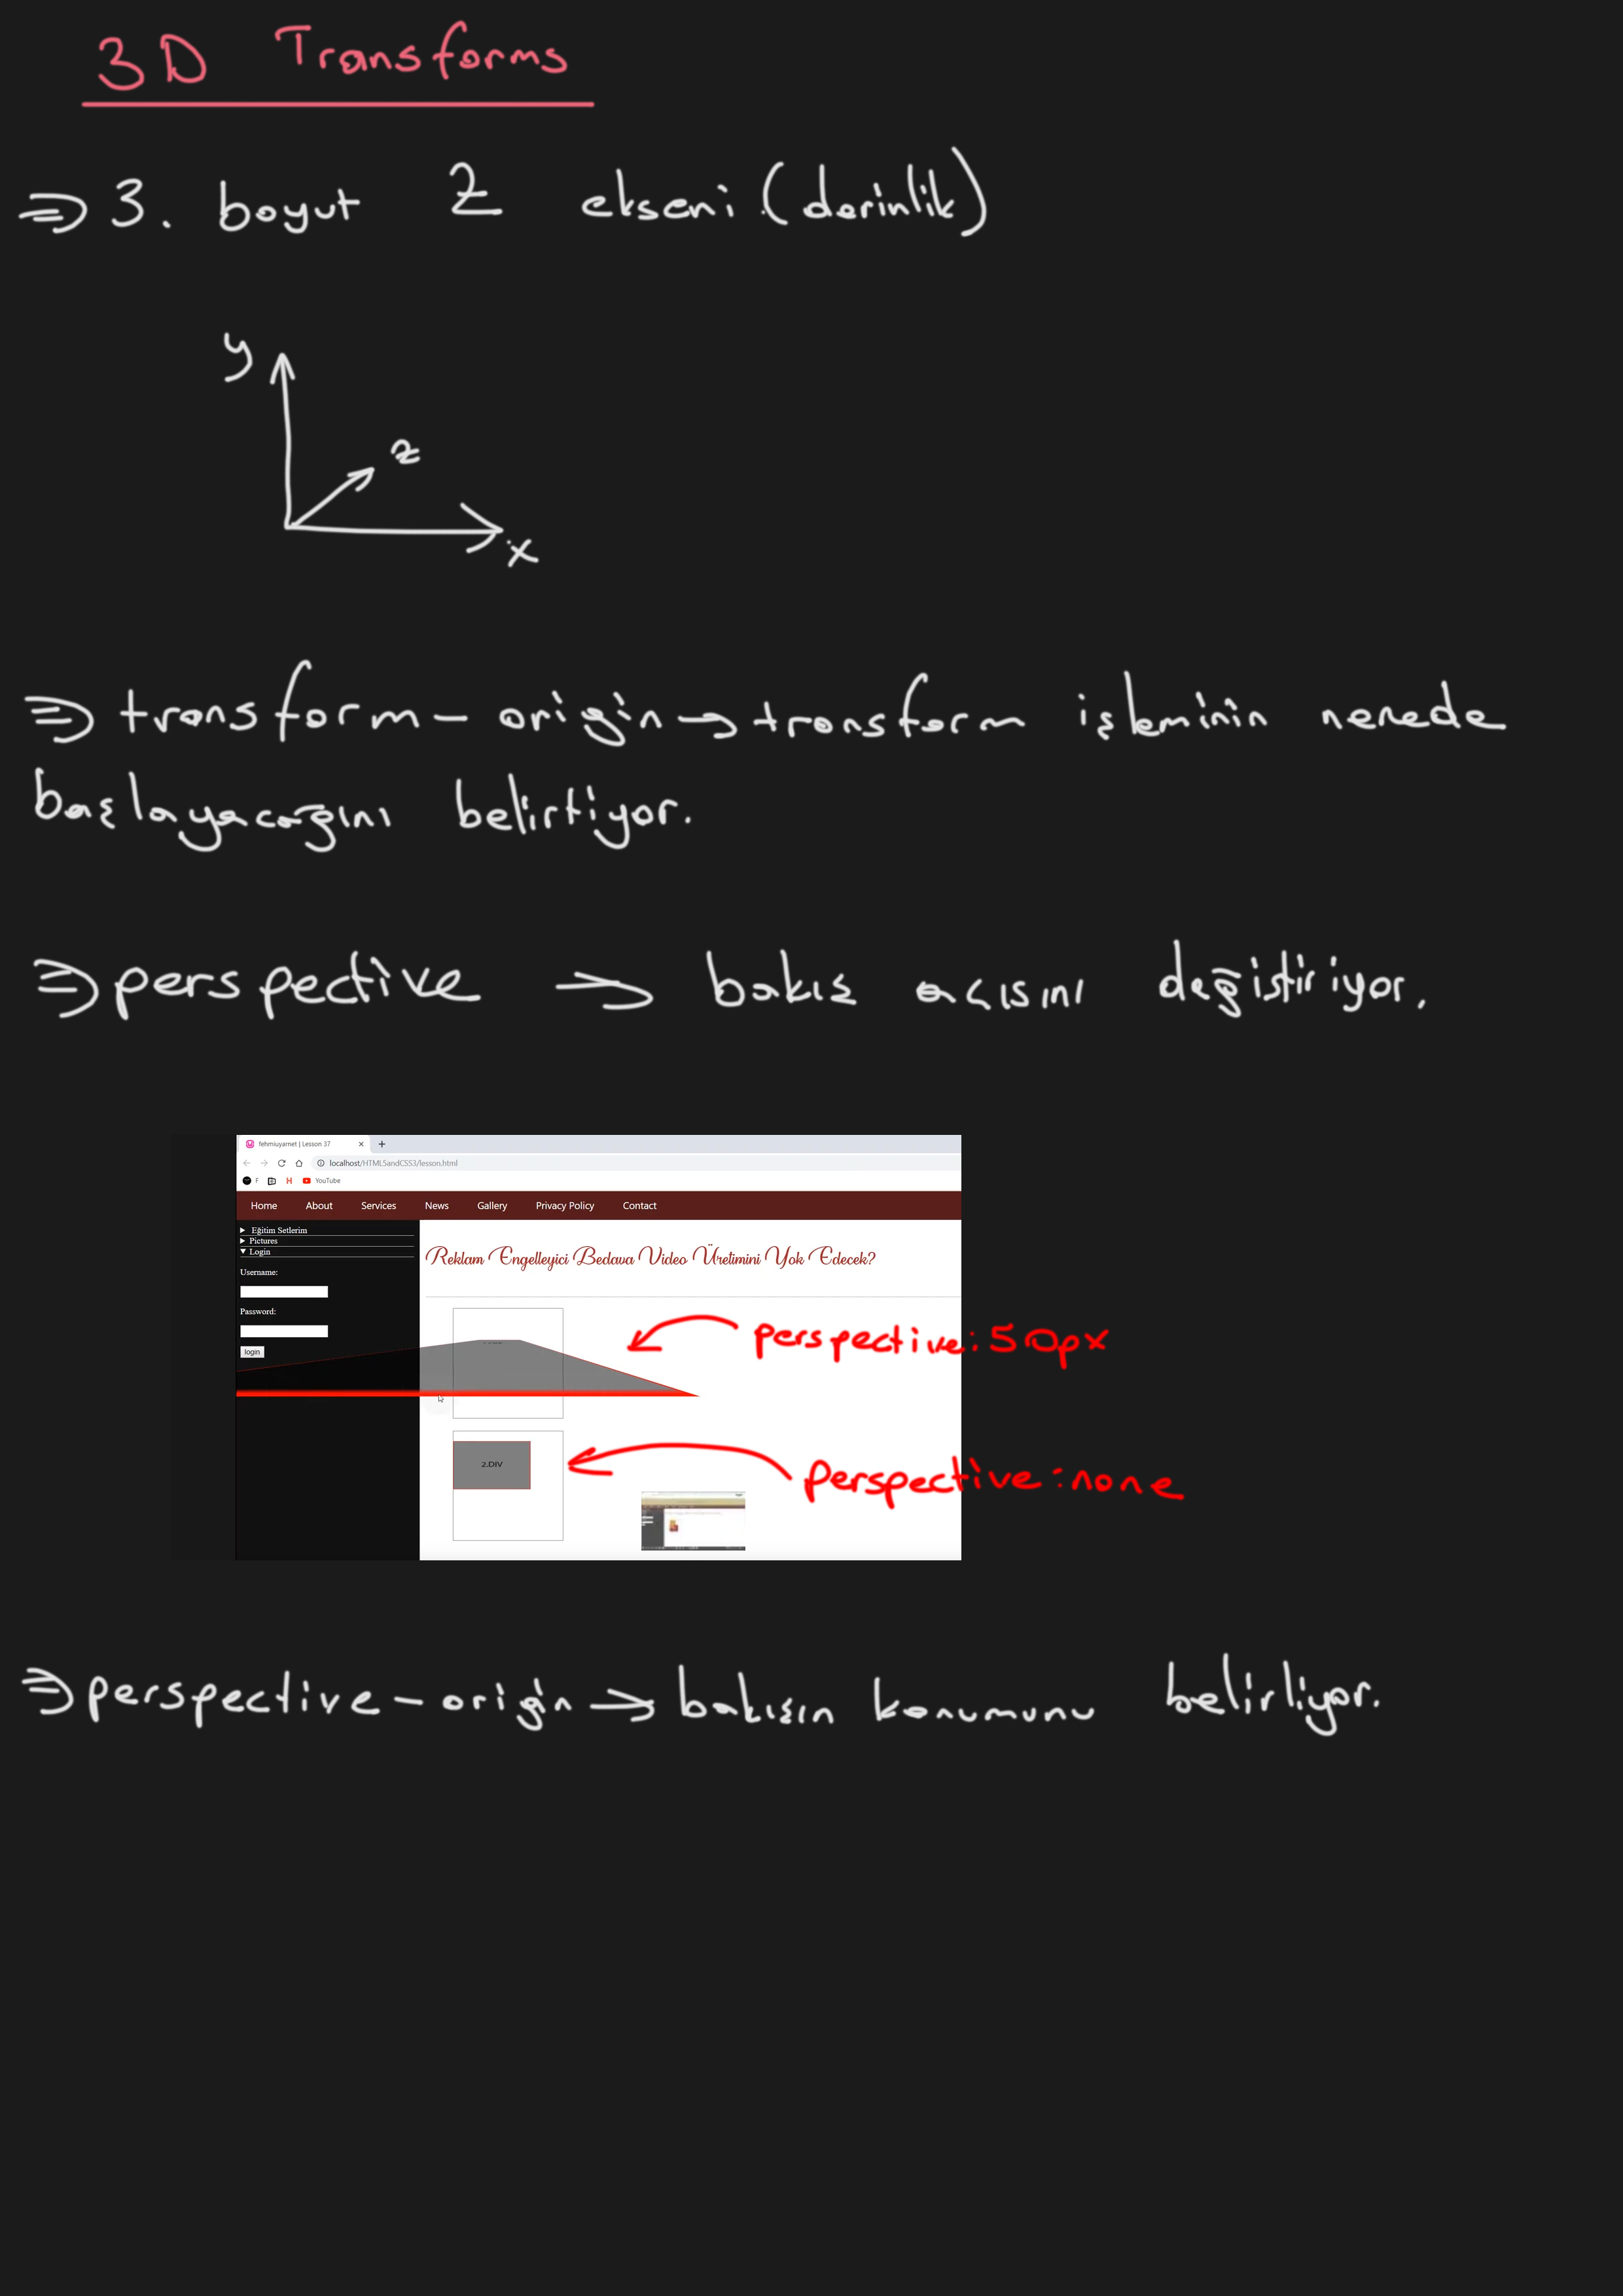 3D Transforms
⇒ 3. boyut Z ekseni (derinlik)
y
z
x
⇒ transform-origin → transform işleminin nerede
başlayacağını belirtiyor.
⇒ perspective → bakış açısını değiştiriyor.
fehmiuyarnet | Lesson 37
localhost/HTML5andCSS3/lesson.html
F H YouTube
Home About Services News Gallery Privacy Policy Contact
Eğitim Setlerim
Pictures
Login
Reklam Engelleyici Bedava Video Üretimini Yok Edecek?
Username:
Password:
login
perspective: 50px
2.DIV
perspective: none
⇒ perspective-origin → bakışın konumunu belirliyor.